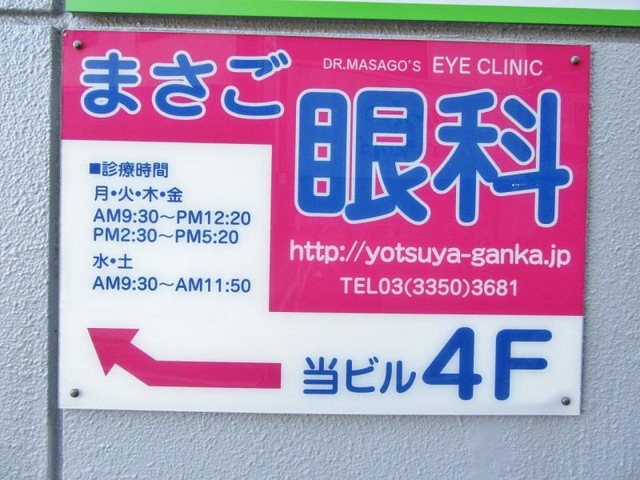 まさご
DR.MASAGO'S EYE CLINIC
眼科
http://yotsuya-ganka.jp
TEL03(3350)3681
■診療時間
月・火・木・金
AM9:30〜PM12:20
PM2:30〜PM5:20
水・土
AM9:30〜AM11:50
当ビル4F